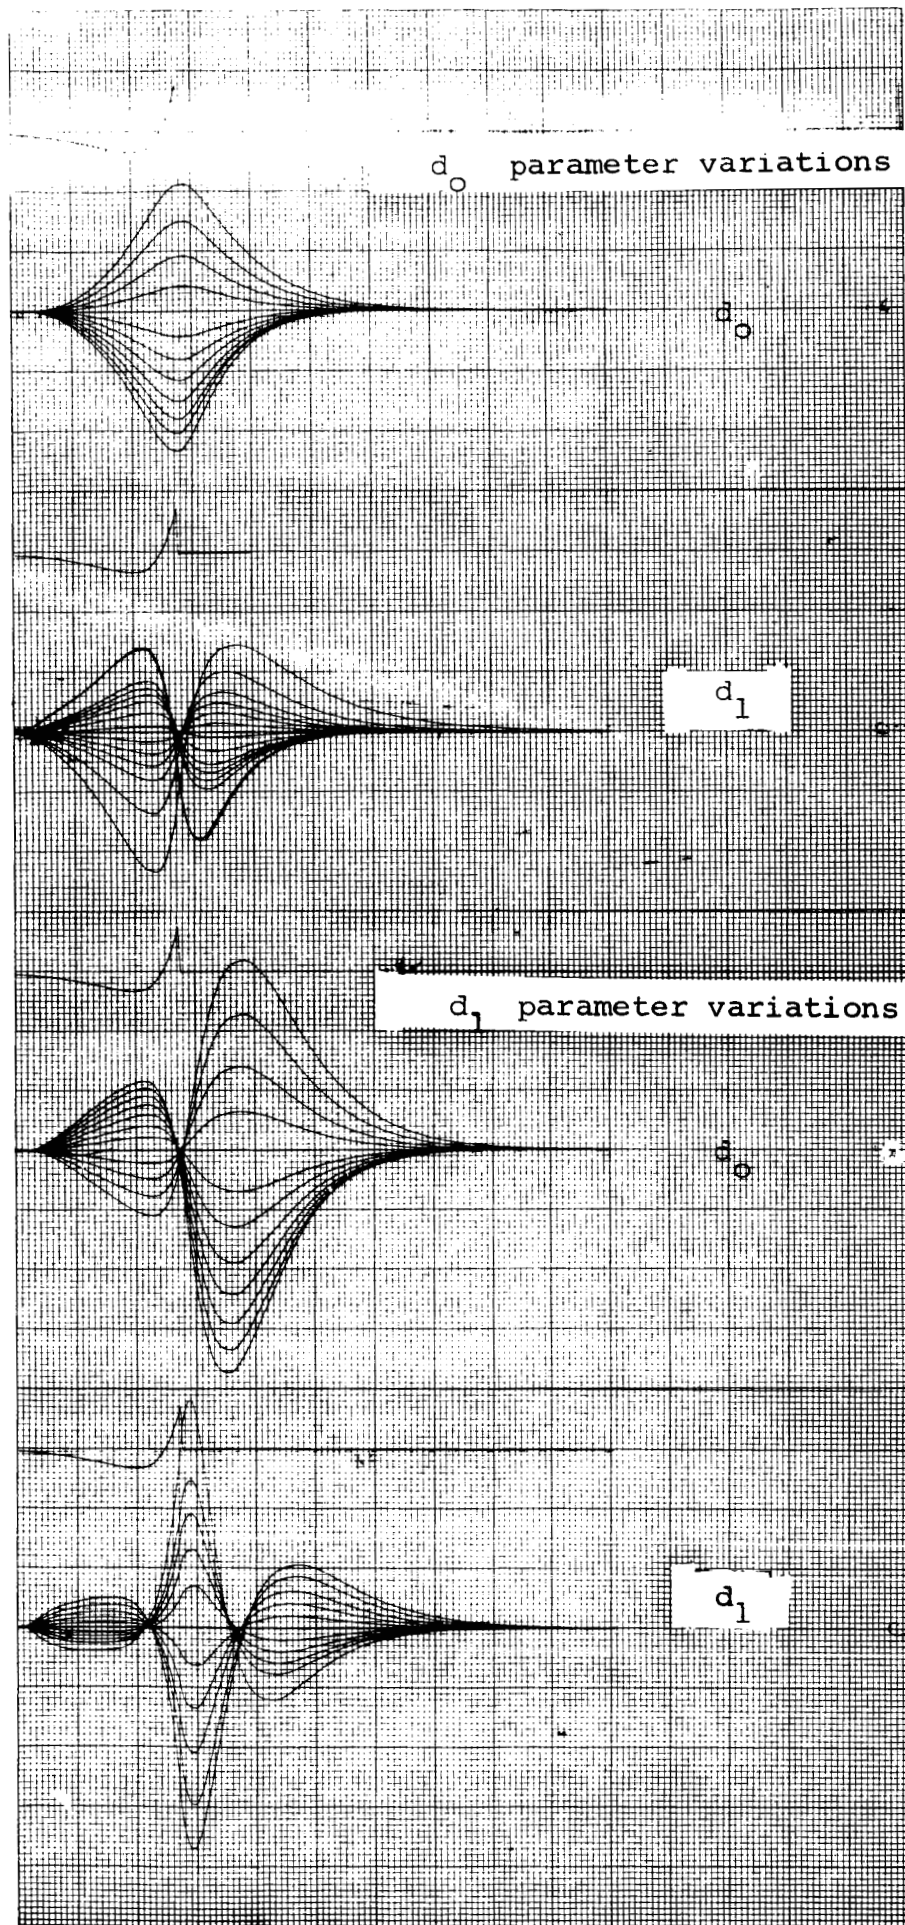 d₀ parameter variations
d₀
d₁
d₁ parameter variations
d₀
d₁